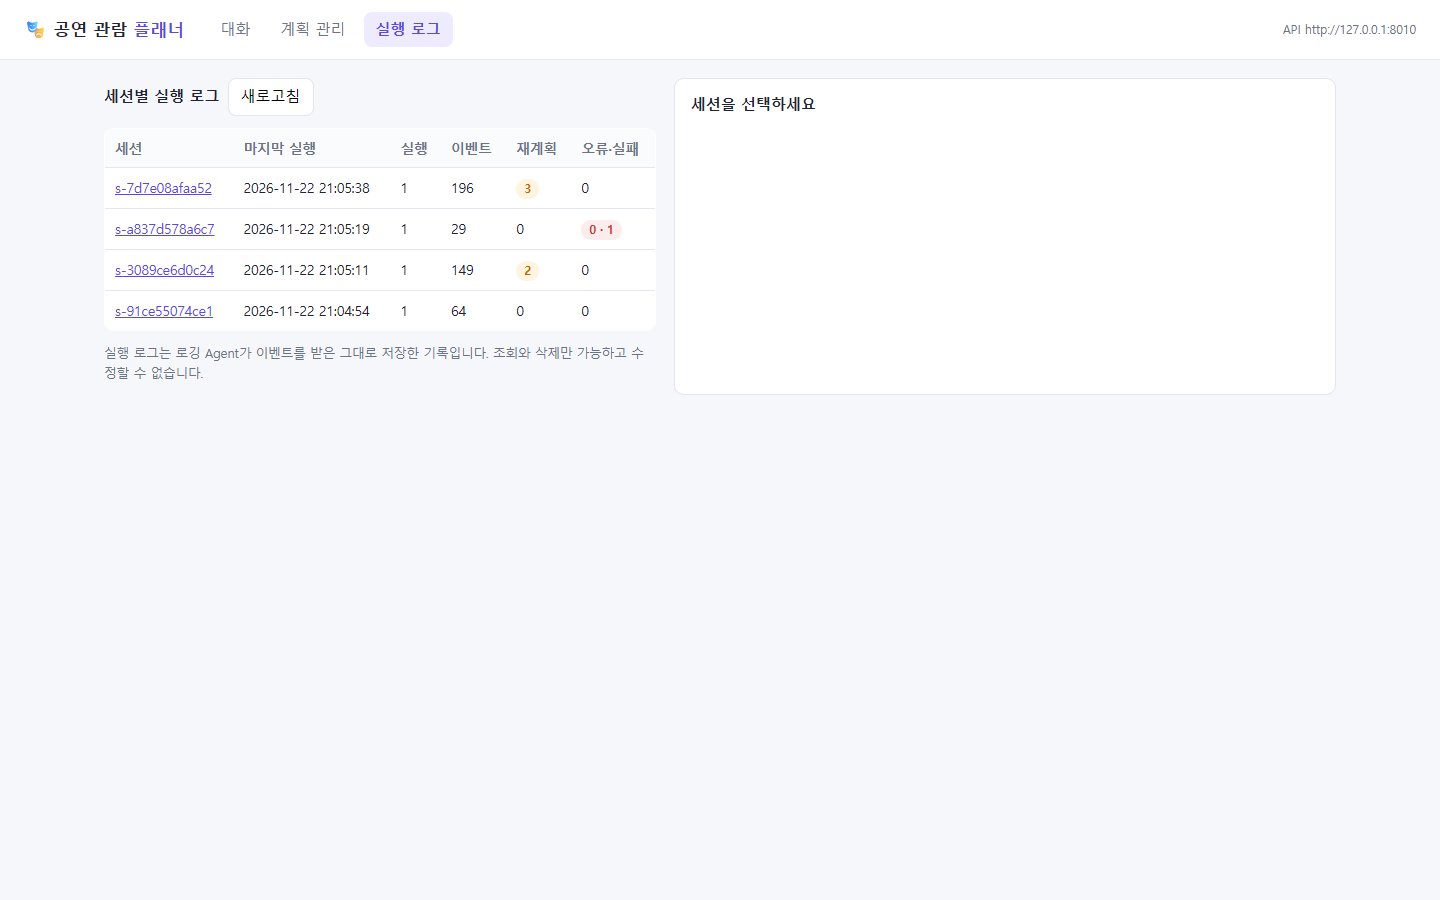 공연 관람 플래너 대화 계획 관리 실행 로그 API http://127.0.0.1:8010
세션별 실행 로그 새로고침
세션 마지막 실행 실행 이벤트 재계획 오류·실패
s-7d7e08afaa52 2026-11-22 21:05:38 1 196 3 0
s-a837d578a6c7 2026-11-22 21:05:19 1 29 0 0 · 1
s-3089ce6d0c24 2026-11-22 21:05:11 1 149 2 0
s-91ce55074ce1 2026-11-22 21:04:54 1 64 0 0
실행 로그는 로깅 Agent가 이벤트를 받은 그대로 저장한 기록입니다. 조회와 삭제만 가능하고 수
정할 수 없습니다.
세션을 선택하세요